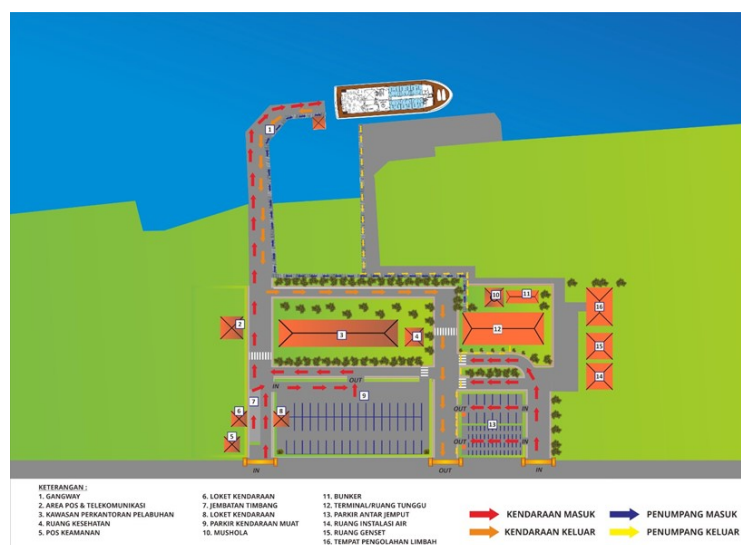 1
2
10
11
16
12
3
4
15
14
IN
OUT
7
9
6
8
OUT
IN
13
5
OUT
IN
IN
OUT
IN
KETERANGAN :
1. GANGWAY
2. AREA POS & TELEKOMUNIKASI
3. KAWASAN PERKANTORAN PELABUHAN
4. RUANG KESEHATAN
5. POS KEAMANAN
6. LOKET KENDARAAN
7. JEMBATAN TIMBANG
8. LOKET KENDARAAN
9. PARKIR KENDARAAN MUAT
10. MUSHOLA
11. BUNKER
12. TERMINAL/RUANG TUNGGU
13. PARKIR ANTAR JEMPUT
14. RUANG INSTALASI AIR
15. RUANG GENSET
16. TEMPAT PENGOLAHAN LIMBAH
KENDARAAN MASUK
KENDARAAN KELUAR
PENUMPANG MASUK
PENUMPANG KELUAR